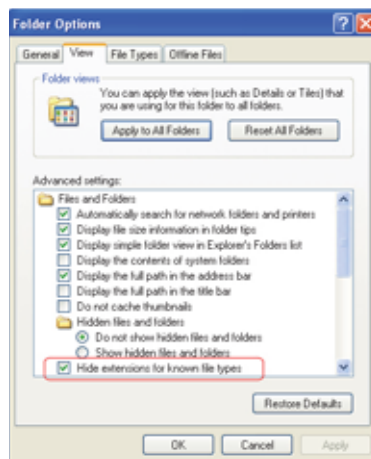 Folder Options
General View File Types Offline Files
Folder views
You can apply the view (such as Details or Tiles) that
you are using for this folder to all folders.
Apply to All Folders Reset All Folders
Advanced settings:
Files and Folders
Automatically search for network folders and printers
Display file size information in folder tips
Display simple folder view in Explorer's Folders list
Display the contents of system folders
Display the full path in the address bar
Display the full path in the title bar
Do not cache thumbnails
Hidden files and folders
Do not show hidden files and folders
Show hidden files and folders
Hide extensions for known file types
Restore Defaults
OK Cancel Apply